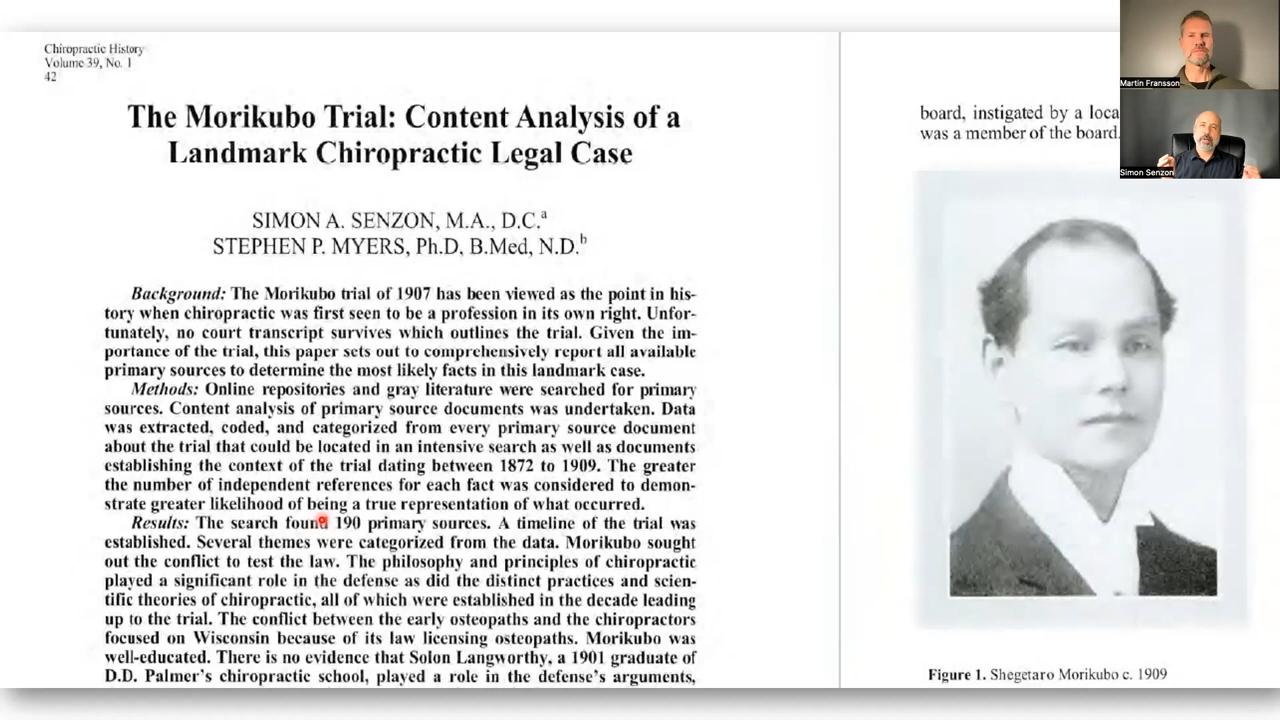 Chiropractic History
Volume 39, No. 1
42
The Morikubo Trial: Content Analysis of a
Landmark Chiropractic Legal Case
SIMON A. SENZON, M.A., D.C.a
STEPHEN P. MYERS, Ph.D, B.Med, N.D.b
Background: The Morikubo trial of 1907 has been viewed as the point in his-
tory when chiropractic was first seen to be a profession in its own right. Unfor-
tunately, no court transcript survives which outlines the trial. Given the im-
portance of the trial, this paper sets out to comprehensively report all available
primary sources to determine the most likely facts in this landmark case.
Methods: Online repositories and gray literature were searched for primary
sources. Content analysis of primary source documents was undertaken. Data
was extracted, coded, and categorized from every primary source document
about the trial that could be located in an intensive search as well as documents
establishing the context of the trial dating between 1872 to 1909. The greater
the number of independent references for each fact was considered to demon-
strate greater likelihood of being a true representation of what occurred.
Results: The search found 190 primary sources. A timeline of the trial was
established. Several themes were categorized from the data. Morikubo sought
out the conflict to test the law. The philosophy and principles of chiropractic
played a significant role in the defense as did the distinct practices and scien-
tific theories of chiropractic, all of which were established in the decade leading
up to the trial. The conflict between the early osteopaths and the chiropractors
focused on Wisconsin because of its law licensing osteopaths. Morikubo was
well-educated. There is no evidence that Solon Langworthy, a 1901 graduate of
D.D. Palmer's chiropractic school, played a role in the defense's arguments,
board, instigated by a loca
was a member of the board.
Figure 1. Shegetaro Morikubo c. 1909
Martin Fransson
Simon Senzon